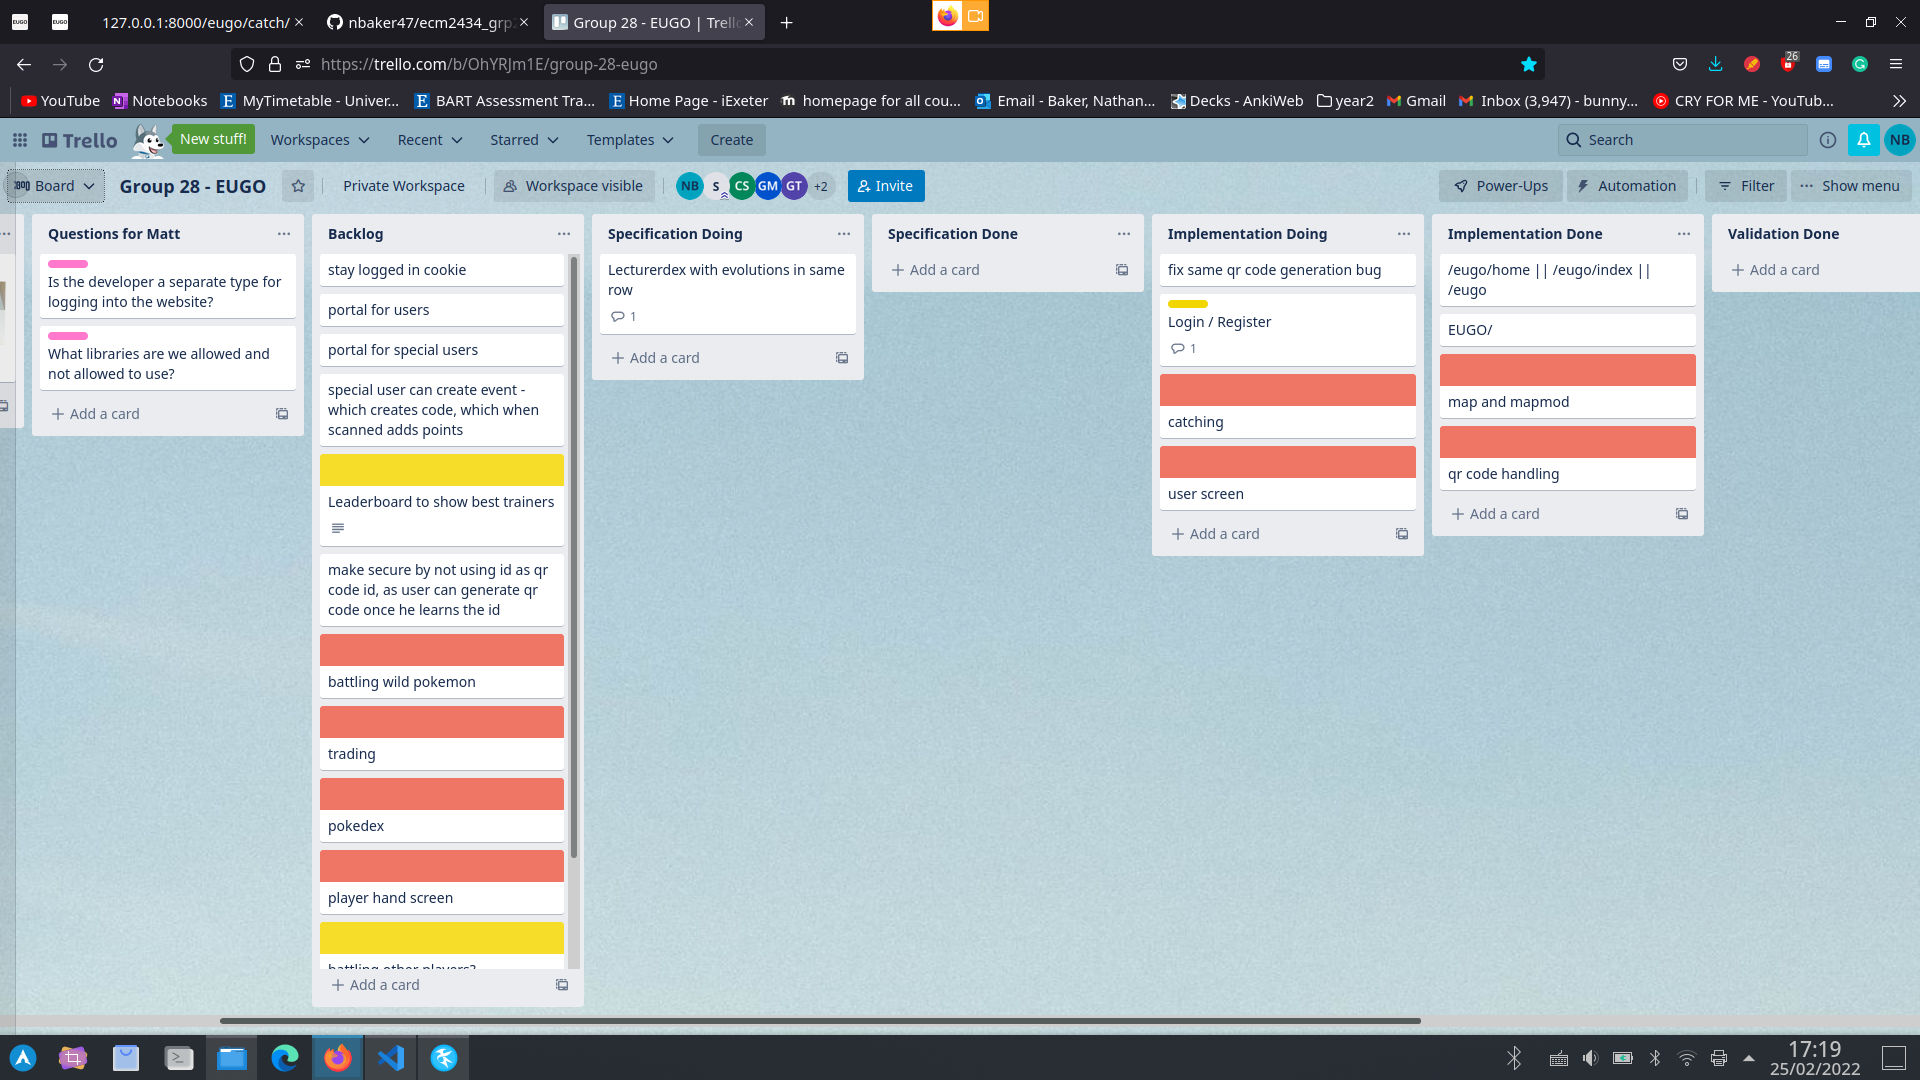 EUGO
EUGO
127.0.0.1:8000/eugo/catch/
nbaker47/ecm2434_grp
Group 28 - EUGO | Trell
https://trello.com/b/OhYRJm1E/group-28-eugo
26
YouTube
Notebooks
MyTimetable - Univer...
BART Assessment Tra...
Home Page - iExeter
homepage for all cou...
Email - Baker, Nathan...
Decks - AnkiWeb
year2
Gmail
Inbox (3,947) - bunny...
CRY FOR ME - YouTub...
Trello
New stuff!
Workspaces
Recent
Starred
Templates
Create
Search
NB
Board
Group 28 - EUGO
Private Workspace
Workspace visible
NB
S
CS
GM
GT
+2
Invite
Power-Ups
Automation
Filter
Show menu
Questions for Matt
Is the developer a separate type for
logging into the website?
What libraries are we allowed and
not allowed to use?
Add a card
Backlog
stay logged in cookie
portal for users
portal for special users
special user can create event -
which creates code, which when
scanned adds points
Leaderboard to show best trainers
make secure by not using id as qr
code id, as user can generate qr
code once he learns the id
battling wild pokemon
trading
pokedex
player hand screen
battling other players?
Add a card
Specification Doing
Lecturerdex with evolutions in same
row
1
Add a card
Specification Done
Add a card
Implementation Doing
fix same qr code generation bug
Login / Register
1
catching
user screen
Add a card
Implementation Done
/eugo/home || /eugo/index ||
/eugo
EUGO/
map and mapmod
qr code handling
Add a card
Validation Done
Add a card
17:19
25/02/2022